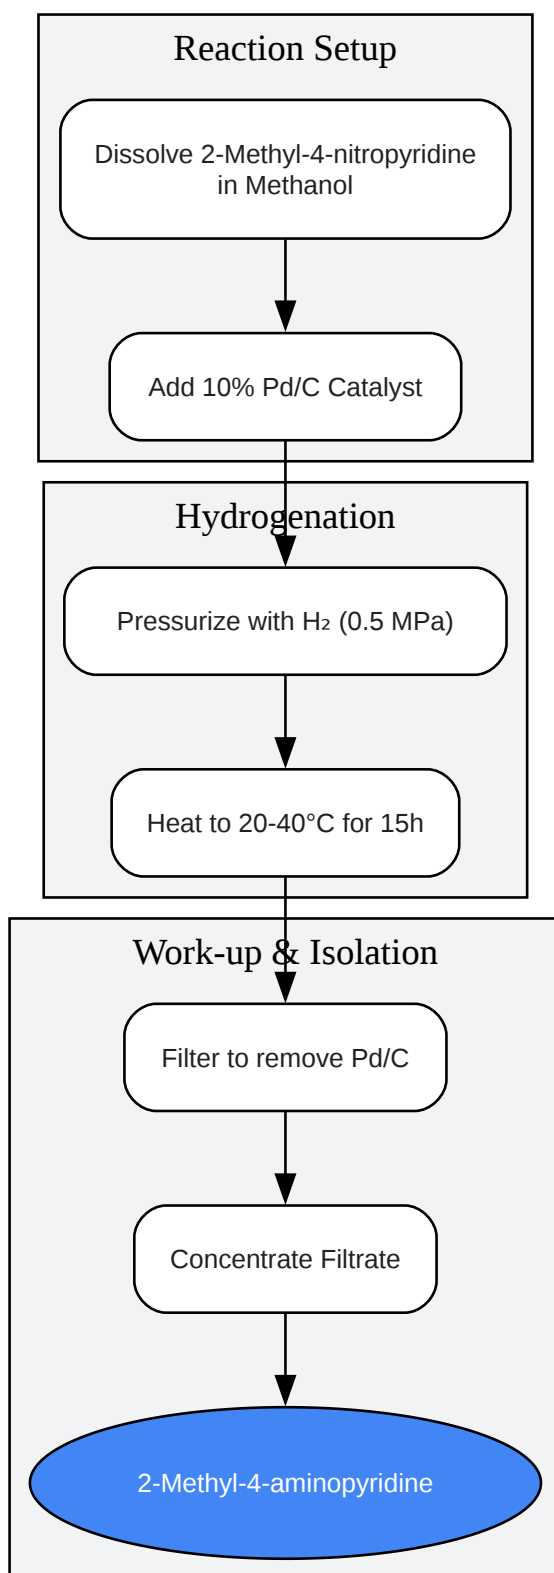 Reaction Setup
Dissolve 2-Methyl-4-nitropyridine
in Methanol
Add 10% Pd/C Catalyst
Hydrogenation
Pressurize with H₂ (0.5 MPa)
Heat to 20-40°C for 15h
Work-up & Isolation
Filter to remove Pd/C
Concentrate Filtrate
2-Methyl-4-aminopyridine